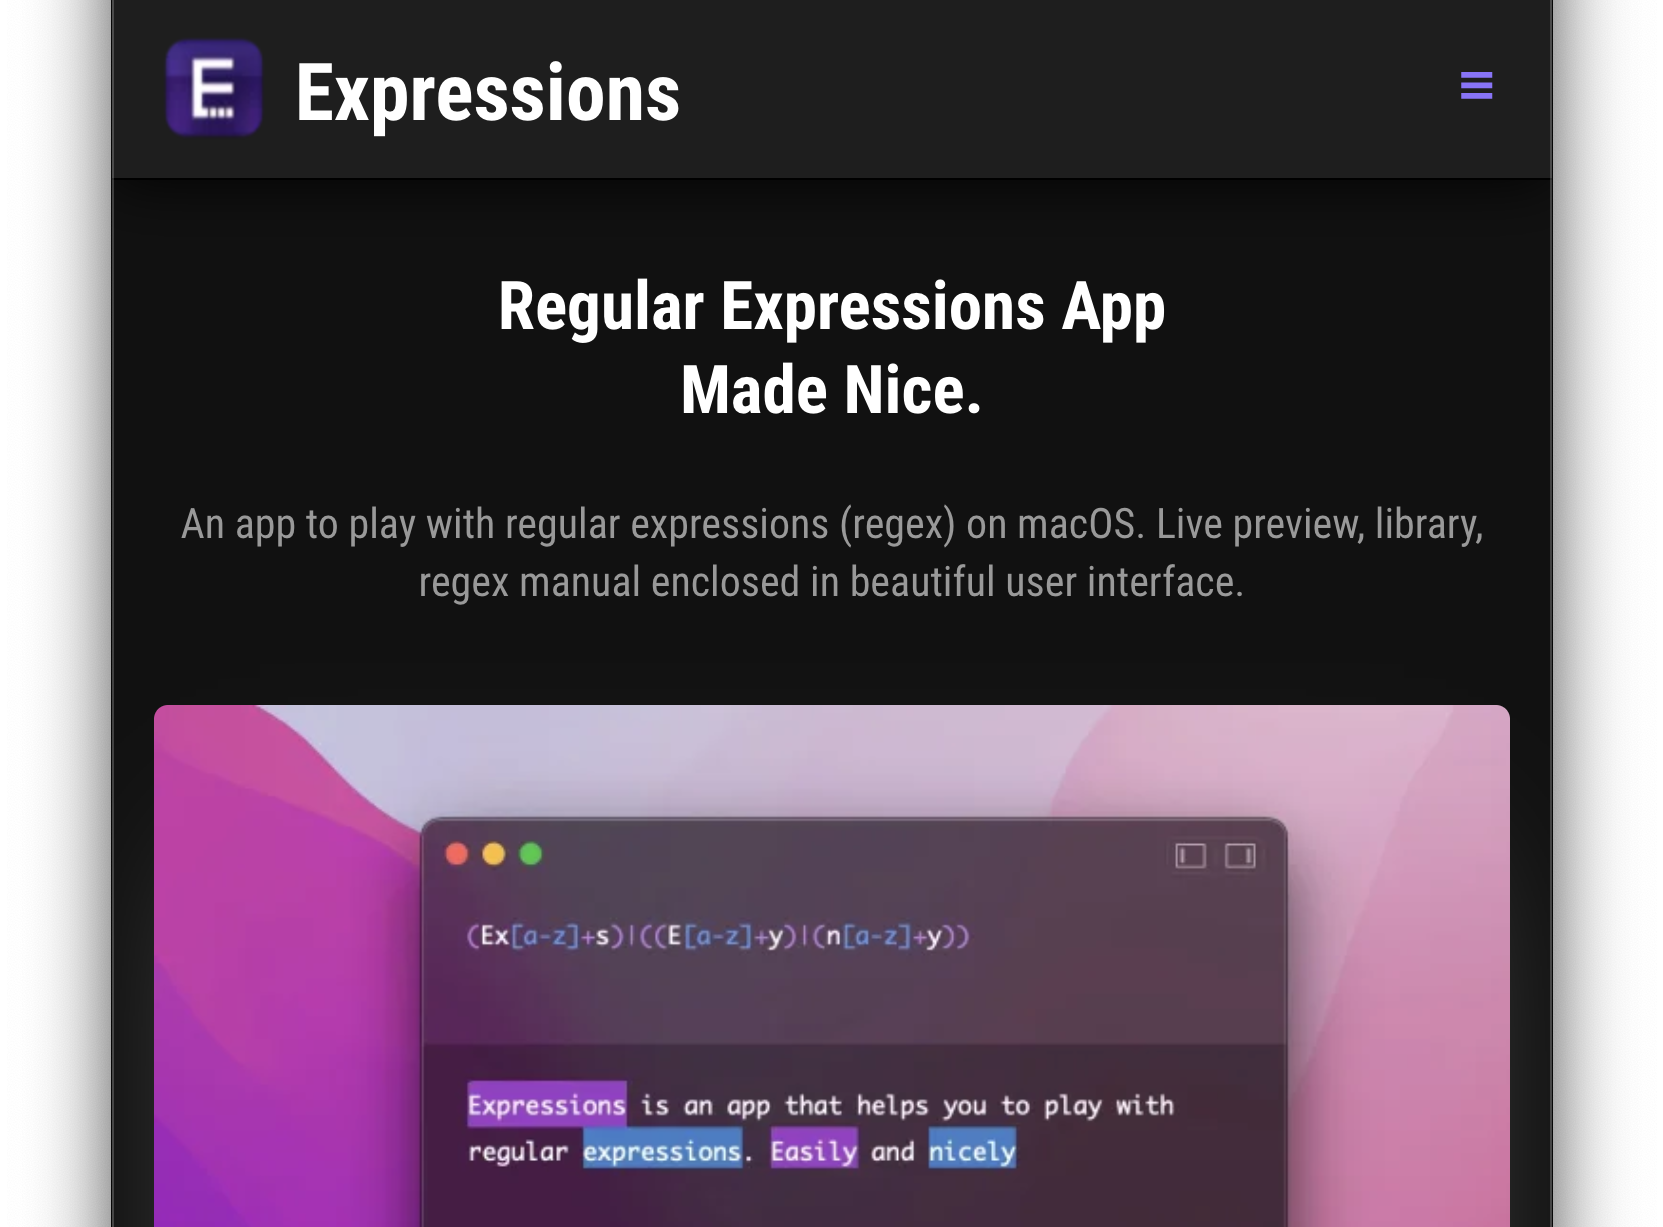 E...
Expressions
Regular Expressions App
Made Nice.
An app to play with regular expressions (regex) on macOS. Live preview, library,
regex manual enclosed in beautiful user interface.
(Ex[a-z]+s)|((E[a-z]+y)|(n[a-z]+y))
Expressions is an app that helps you to play with
regular expressions. Easily and nicely